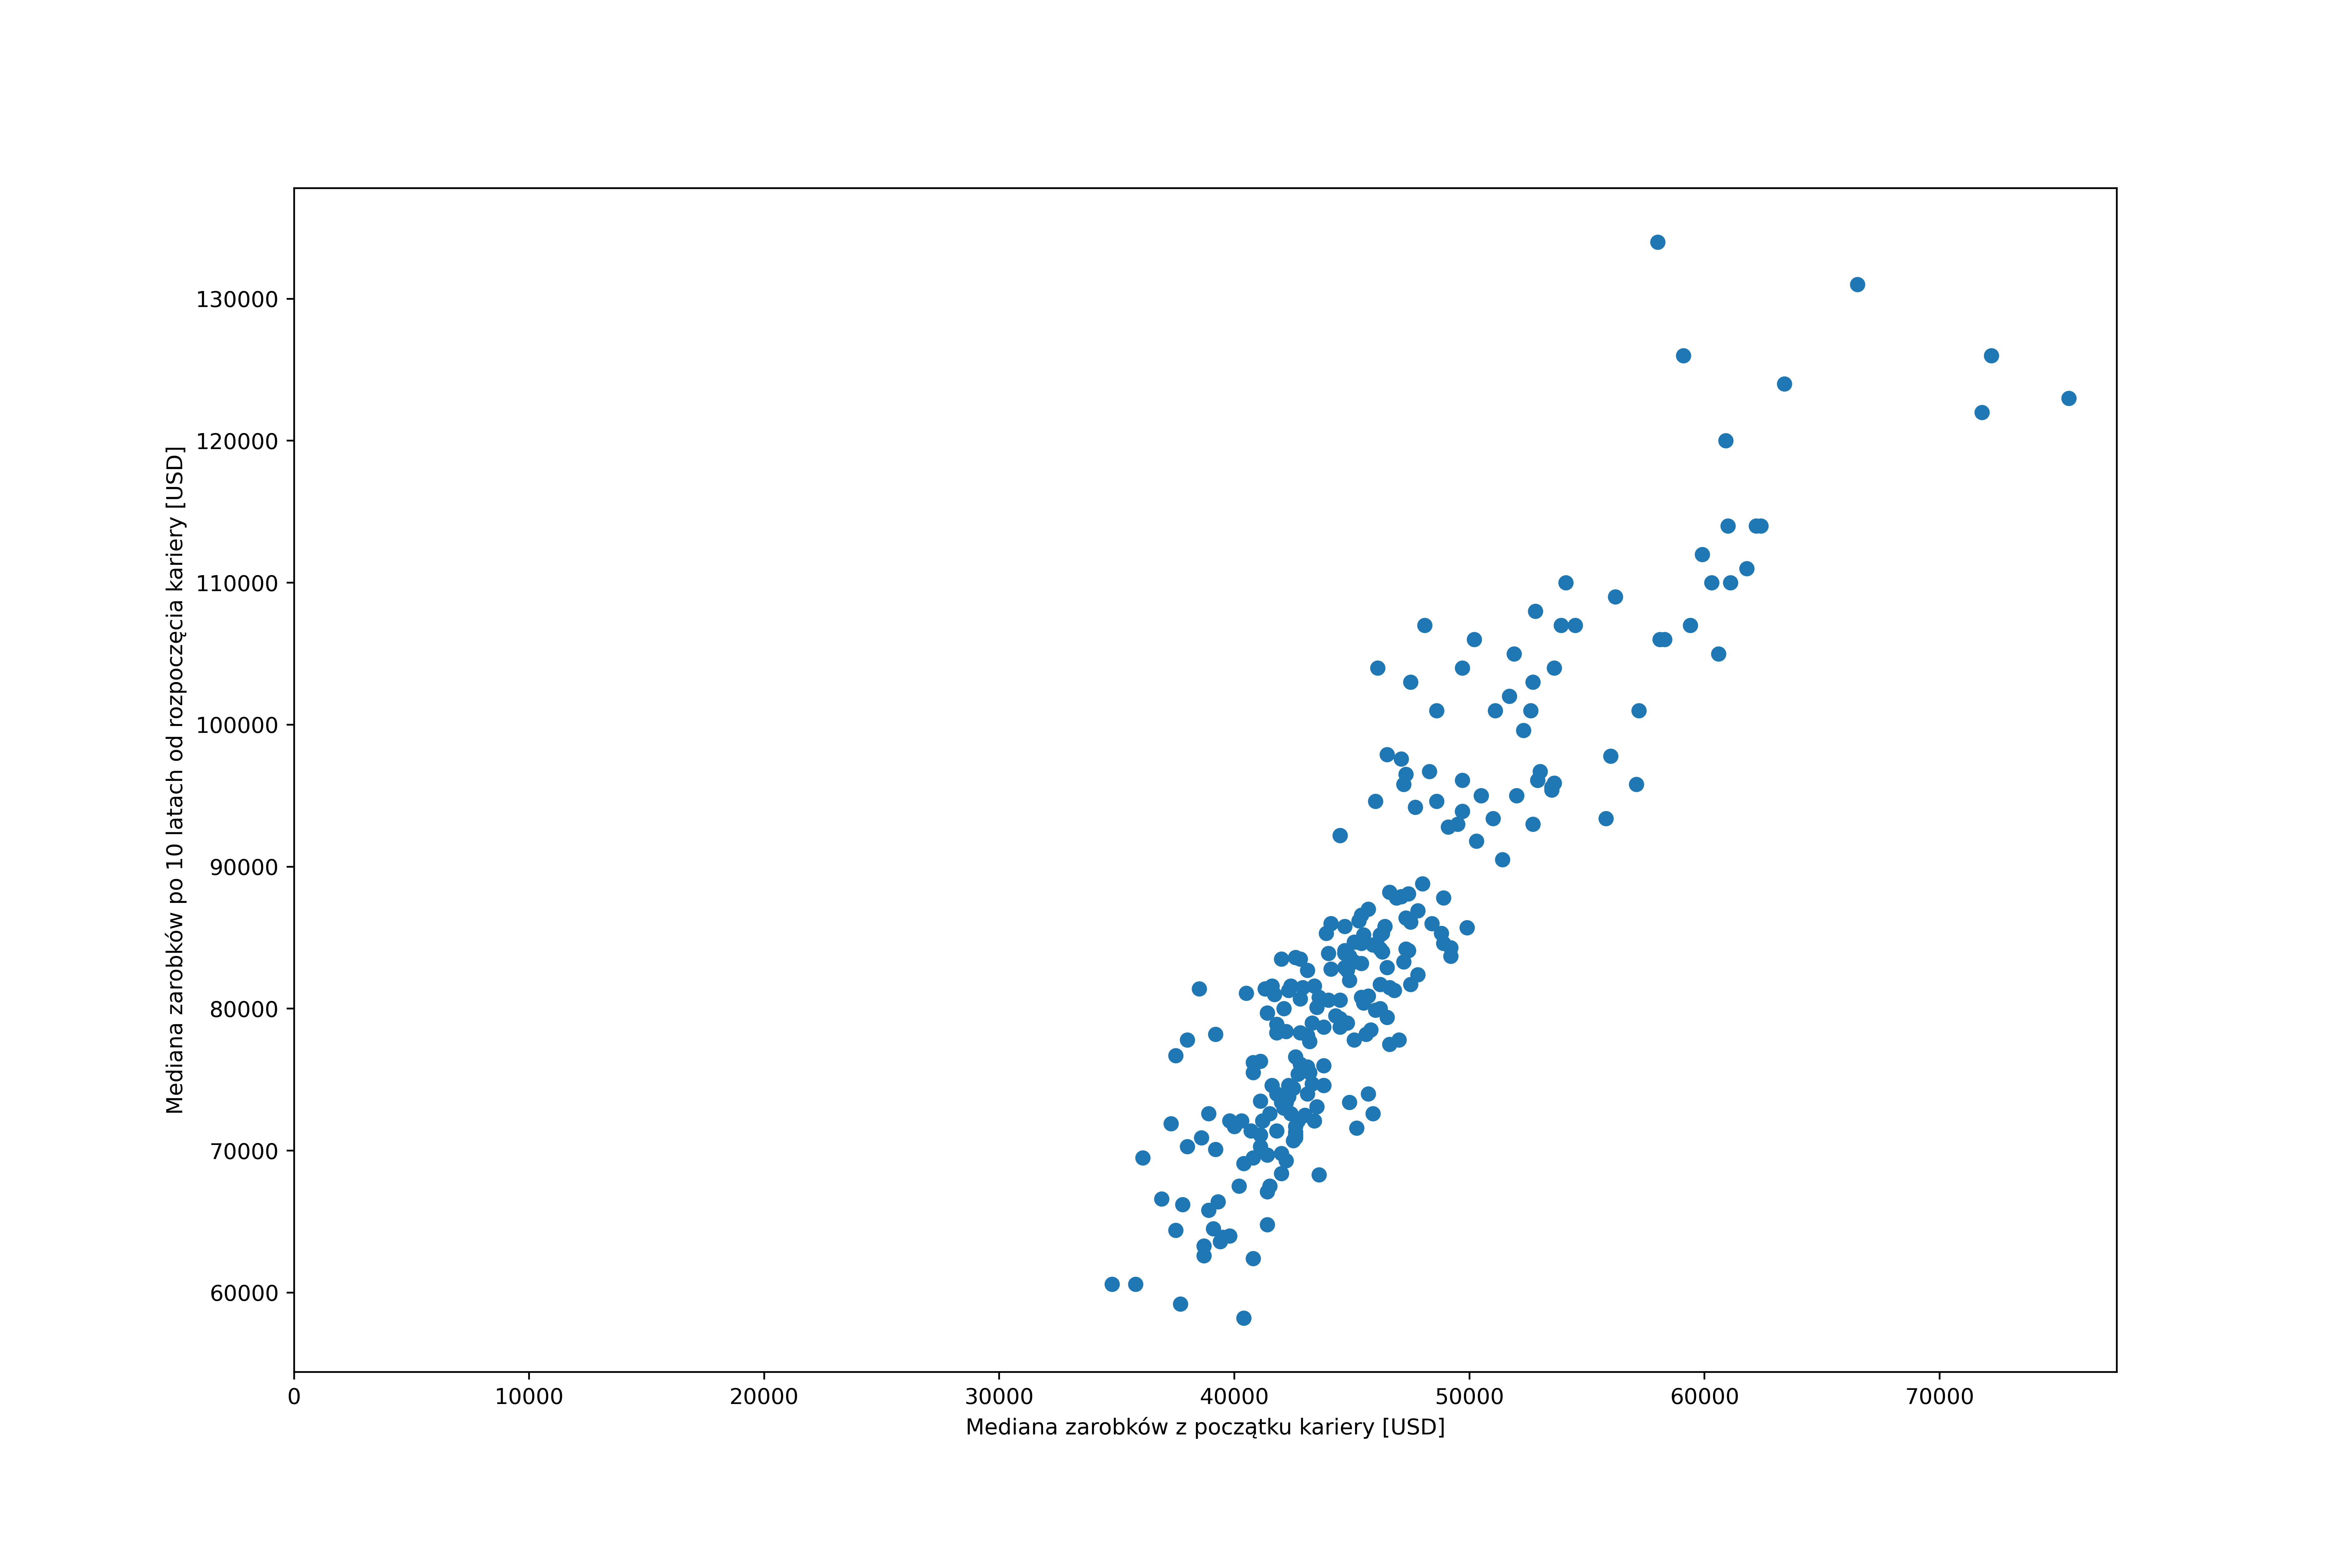 130000
120000
110000
100000
90000
80000
70000
60000
Mediana zarobków po 10 latach od rozpoczęcia kariery [USD]
0 10000 20000 30000 40000 50000 60000 70000
Mediana zarobków z początku kariery [USD]